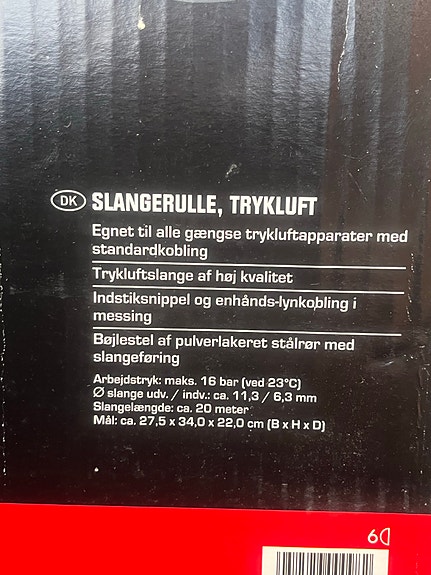 DK SLANGERULLE, TRYKLUFT
Egnet til alle gængse trykluftapparater med
standardkobling
Trykluftslange af høj kvalitet
Indstiksnippel og enhånds-lynkobling i
messing
Bøjlestel af pulverlakeret stålrør med
slangeføring
Arbejdstryk: maks. 16 bar (ved 23°C)
Ø slange udv. / indv.: ca. 11,3 / 6,3 mm
Slangelængde: ca. 20 meter
Mål: ca. 27,5 x 34,0 x 22,0 cm (B x H x D)
6